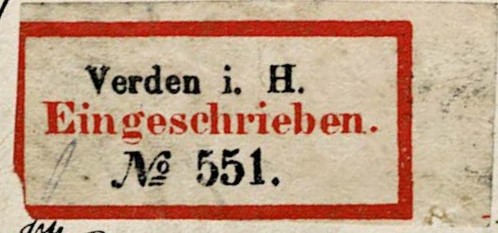 Verden i. H.
Eingeschrieben.
№ 551.